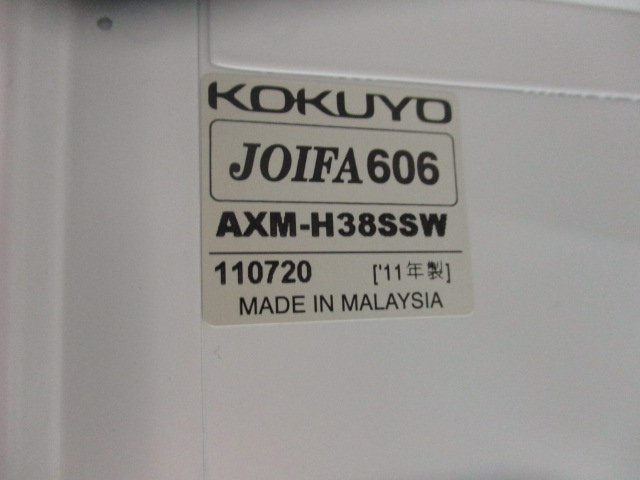 KOKUYO
JOIFA606
AXM-H38SSW
110720 ['11年製]
MADE IN MALAYSIA